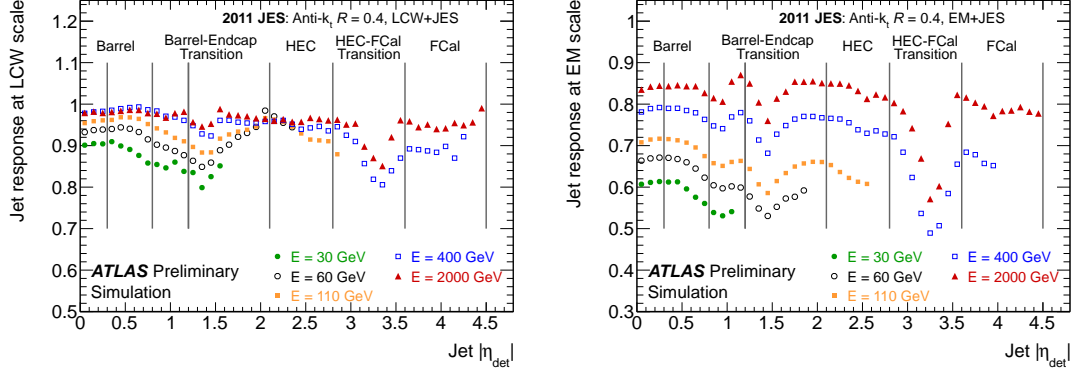 2011 JES: Anti-kt R = 0.4, LCW+JES
Barrel
Barrel-Endcap
Transition
HEC
HEC-FCal
Transition
FCal
Jet response at LCW scale
1.2
1.1
1
0.9
0.8
0.7
0.6
0.5
0.4
0.3
E = 30 GeV
E = 60 GeV
E = 110 GeV
E = 400 GeV
E = 2000 GeV
ATLAS Preliminary
Simulation
0 0.5 1 1.5 2 2.5 3 3.5 4 4.5
Jet |ηdet|
2011 JES: Anti-kt R = 0.4, EM+JES
Barrel
Barrel-Endcap
Transition
HEC
HEC-FCal
Transition
FCal
Jet response at EM scale
1
0.9
0.8
0.7
0.6
0.5
0.4
0.3
E = 30 GeV
E = 60 GeV
E = 110 GeV
E = 400 GeV
E = 2000 GeV
ATLAS Preliminary
Simulation
0 0.5 1 1.5 2 2.5 3 3.5 4 4.5
Jet |ηdet|